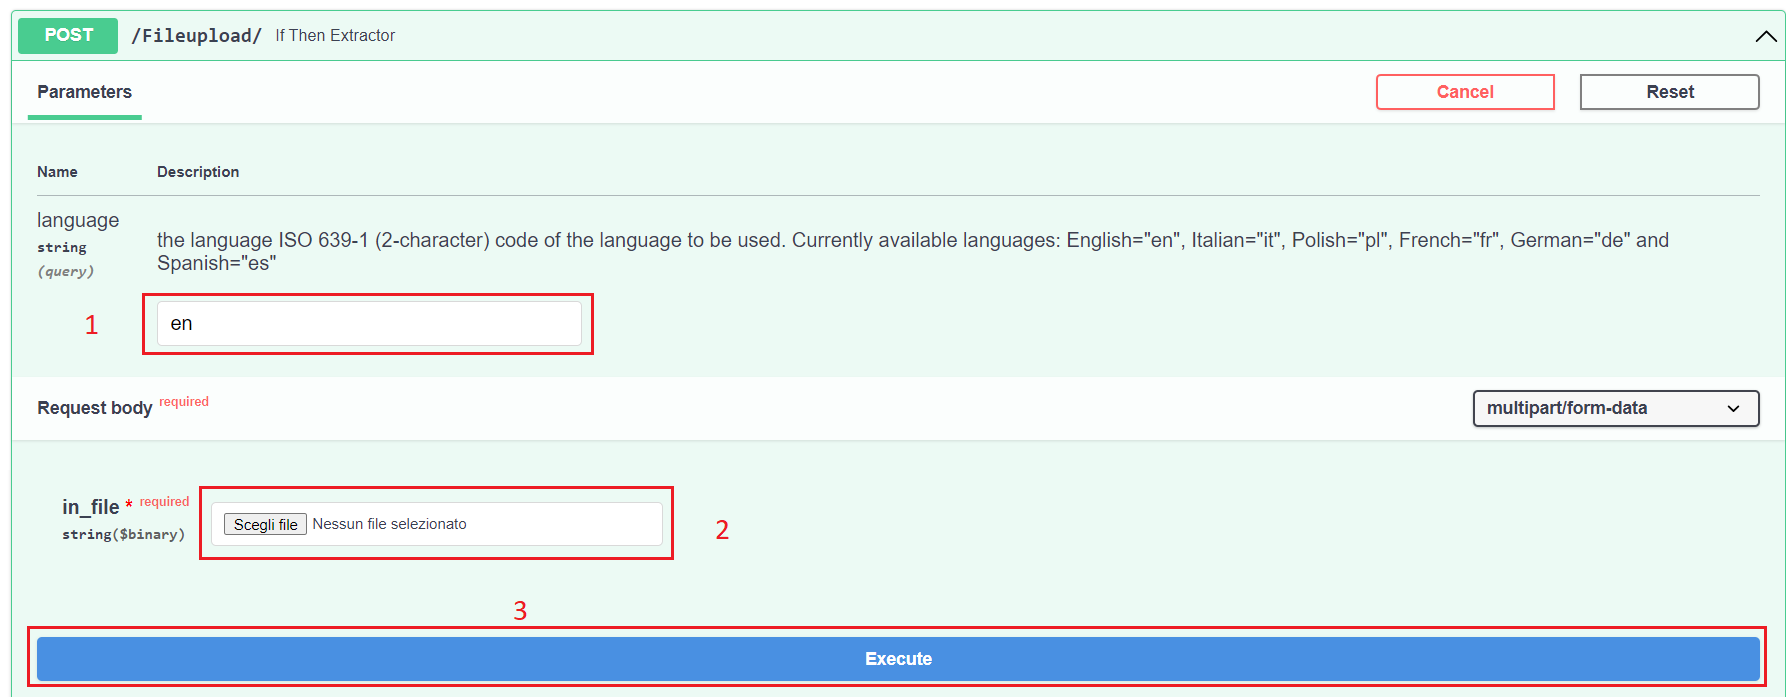 POST /Fileupload/ If Then Extractor
Parameters
Cancel
Reset
Name Description
language
string
(query)
the language ISO 639-1 (2-character) code of the language to be used. Currently available languages: English="en", Italian="it", Polish="pl", French="fr", German="de" and
Spanish="es"
1
en
Request body required
multipart/form-data
in_file * required
string($binary)
Scegli file Nessun file selezionato
2
3
Execute